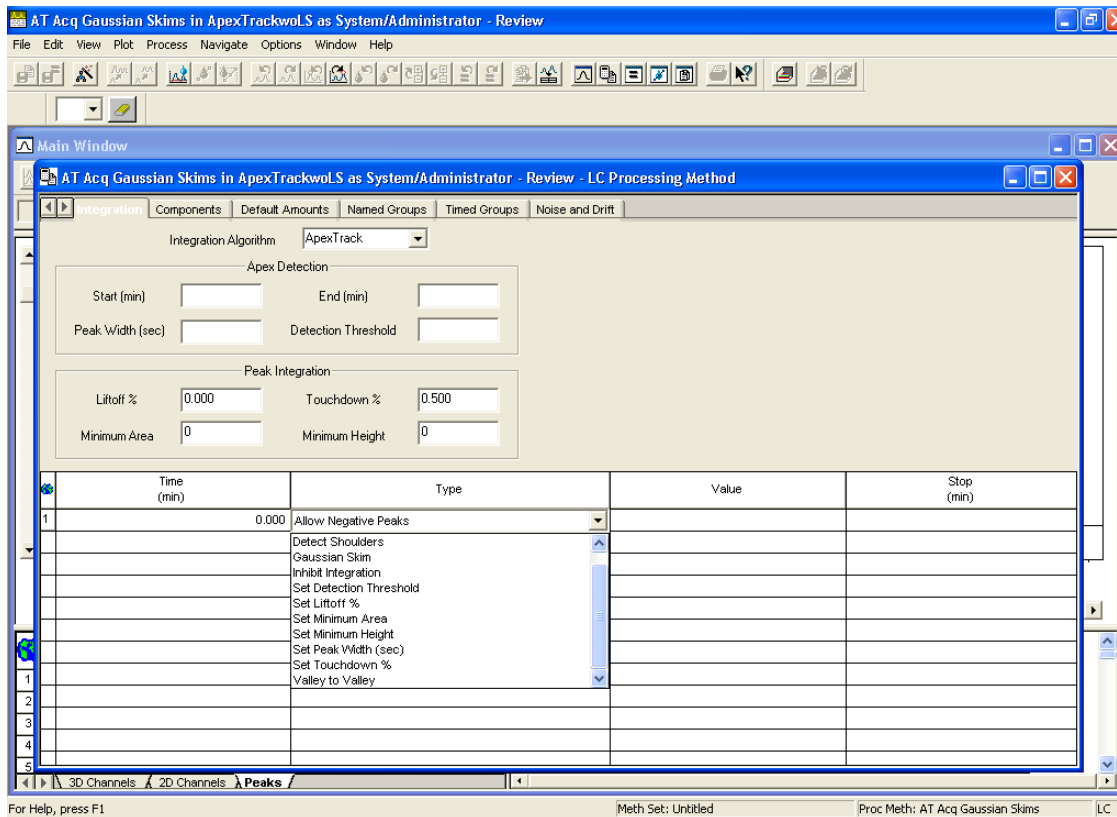 AT Acq Gaussian Skims in ApexTrackwoLS as System/Administrator - Review
File Edit View Plot Process Navigate Options Window Help
Main Window
AT Acq Gaussian Skims in ApexTrackwoLS as System/Administrator - Review - LC Processing Method
Integration Components Default Amounts Named Groups Timed Groups Noise and Drift
Integration Algorithm ApexTrack
Apex Detection
Start (min) End (min)
Peak Width (sec) Detection Threshold
Peak Integration
Liftoff % 0.000 Touchdown % 0.500
Minimum Area 0 Minimum Height 0
Time (min) Type Value Stop (min)
1 0.000 Allow Negative Peaks
Detect Shoulders
Gaussian Skim
Inhibit Integration
Set Detection Threshold
Set Liftoff %
Set Minimum Area
Set Minimum Height
Set Peak Width (sec)
Set Touchdown %
Valley to Valley
1
2
3
4
5
3D Channels 2D Channels Peaks
For Help, press F1 Meth Set: Untitled Proc Meth: AT Acq Gaussian Skims LC